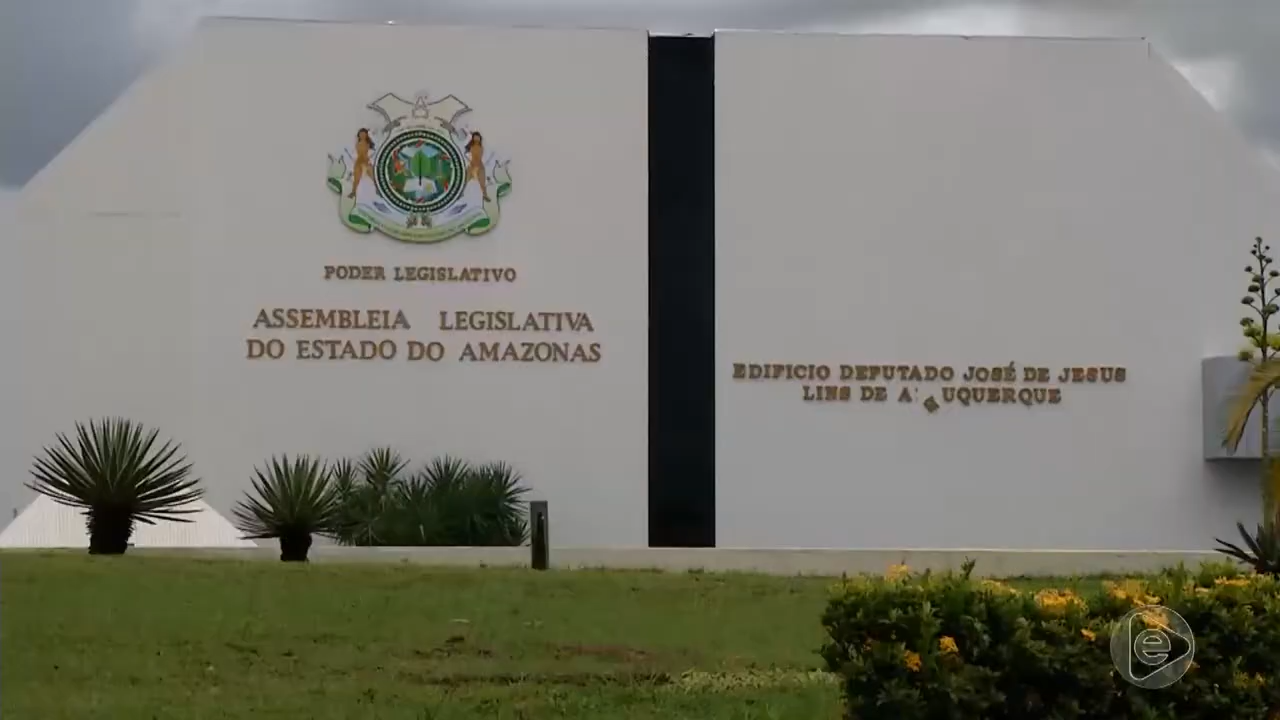 PODER LEGISLATIVO
ASSEMBLEIA LEGISLATIVA
DO ESTADO DO AMAZONAS
EDIFICIO DEPUTADO JOSÉ DE JESUS
LINS DE A UQUERQUE
e